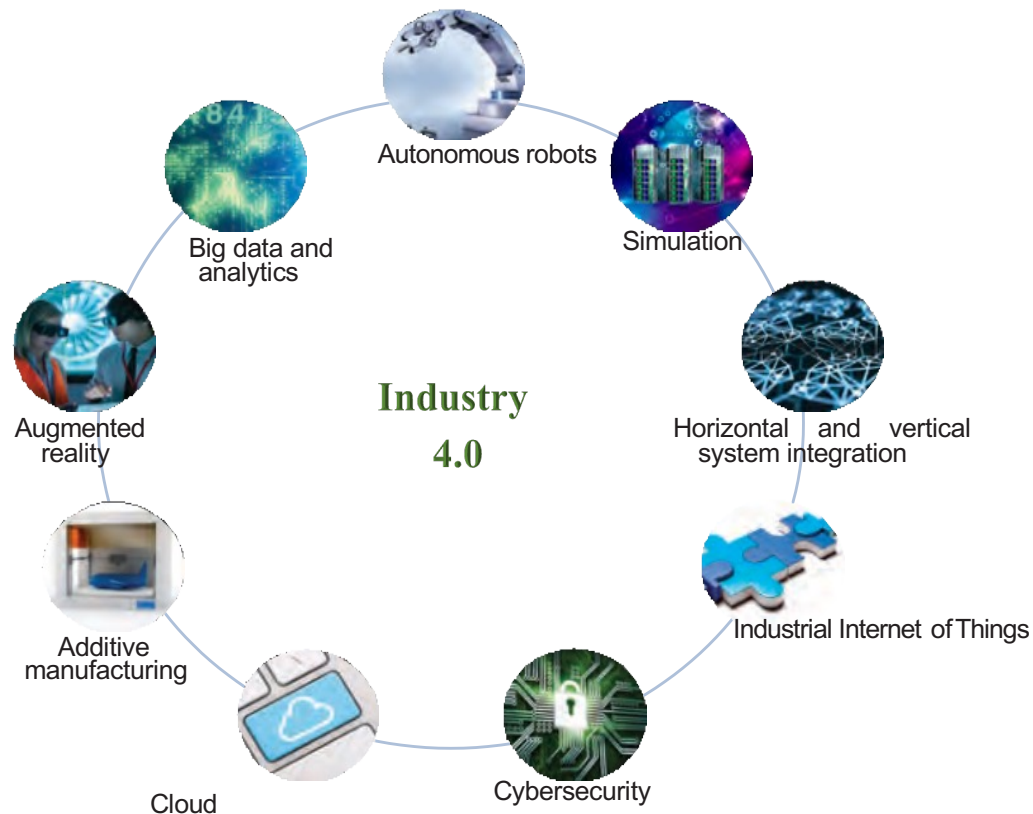 841
Autonomous robots
Simulation
Big data and
analytics
Horizontal and vertical
system integration
Augmented
reality
Industry
4.0
Industrial Internet of Things
Additive
manufacturing
Cybersecurity
Cloud